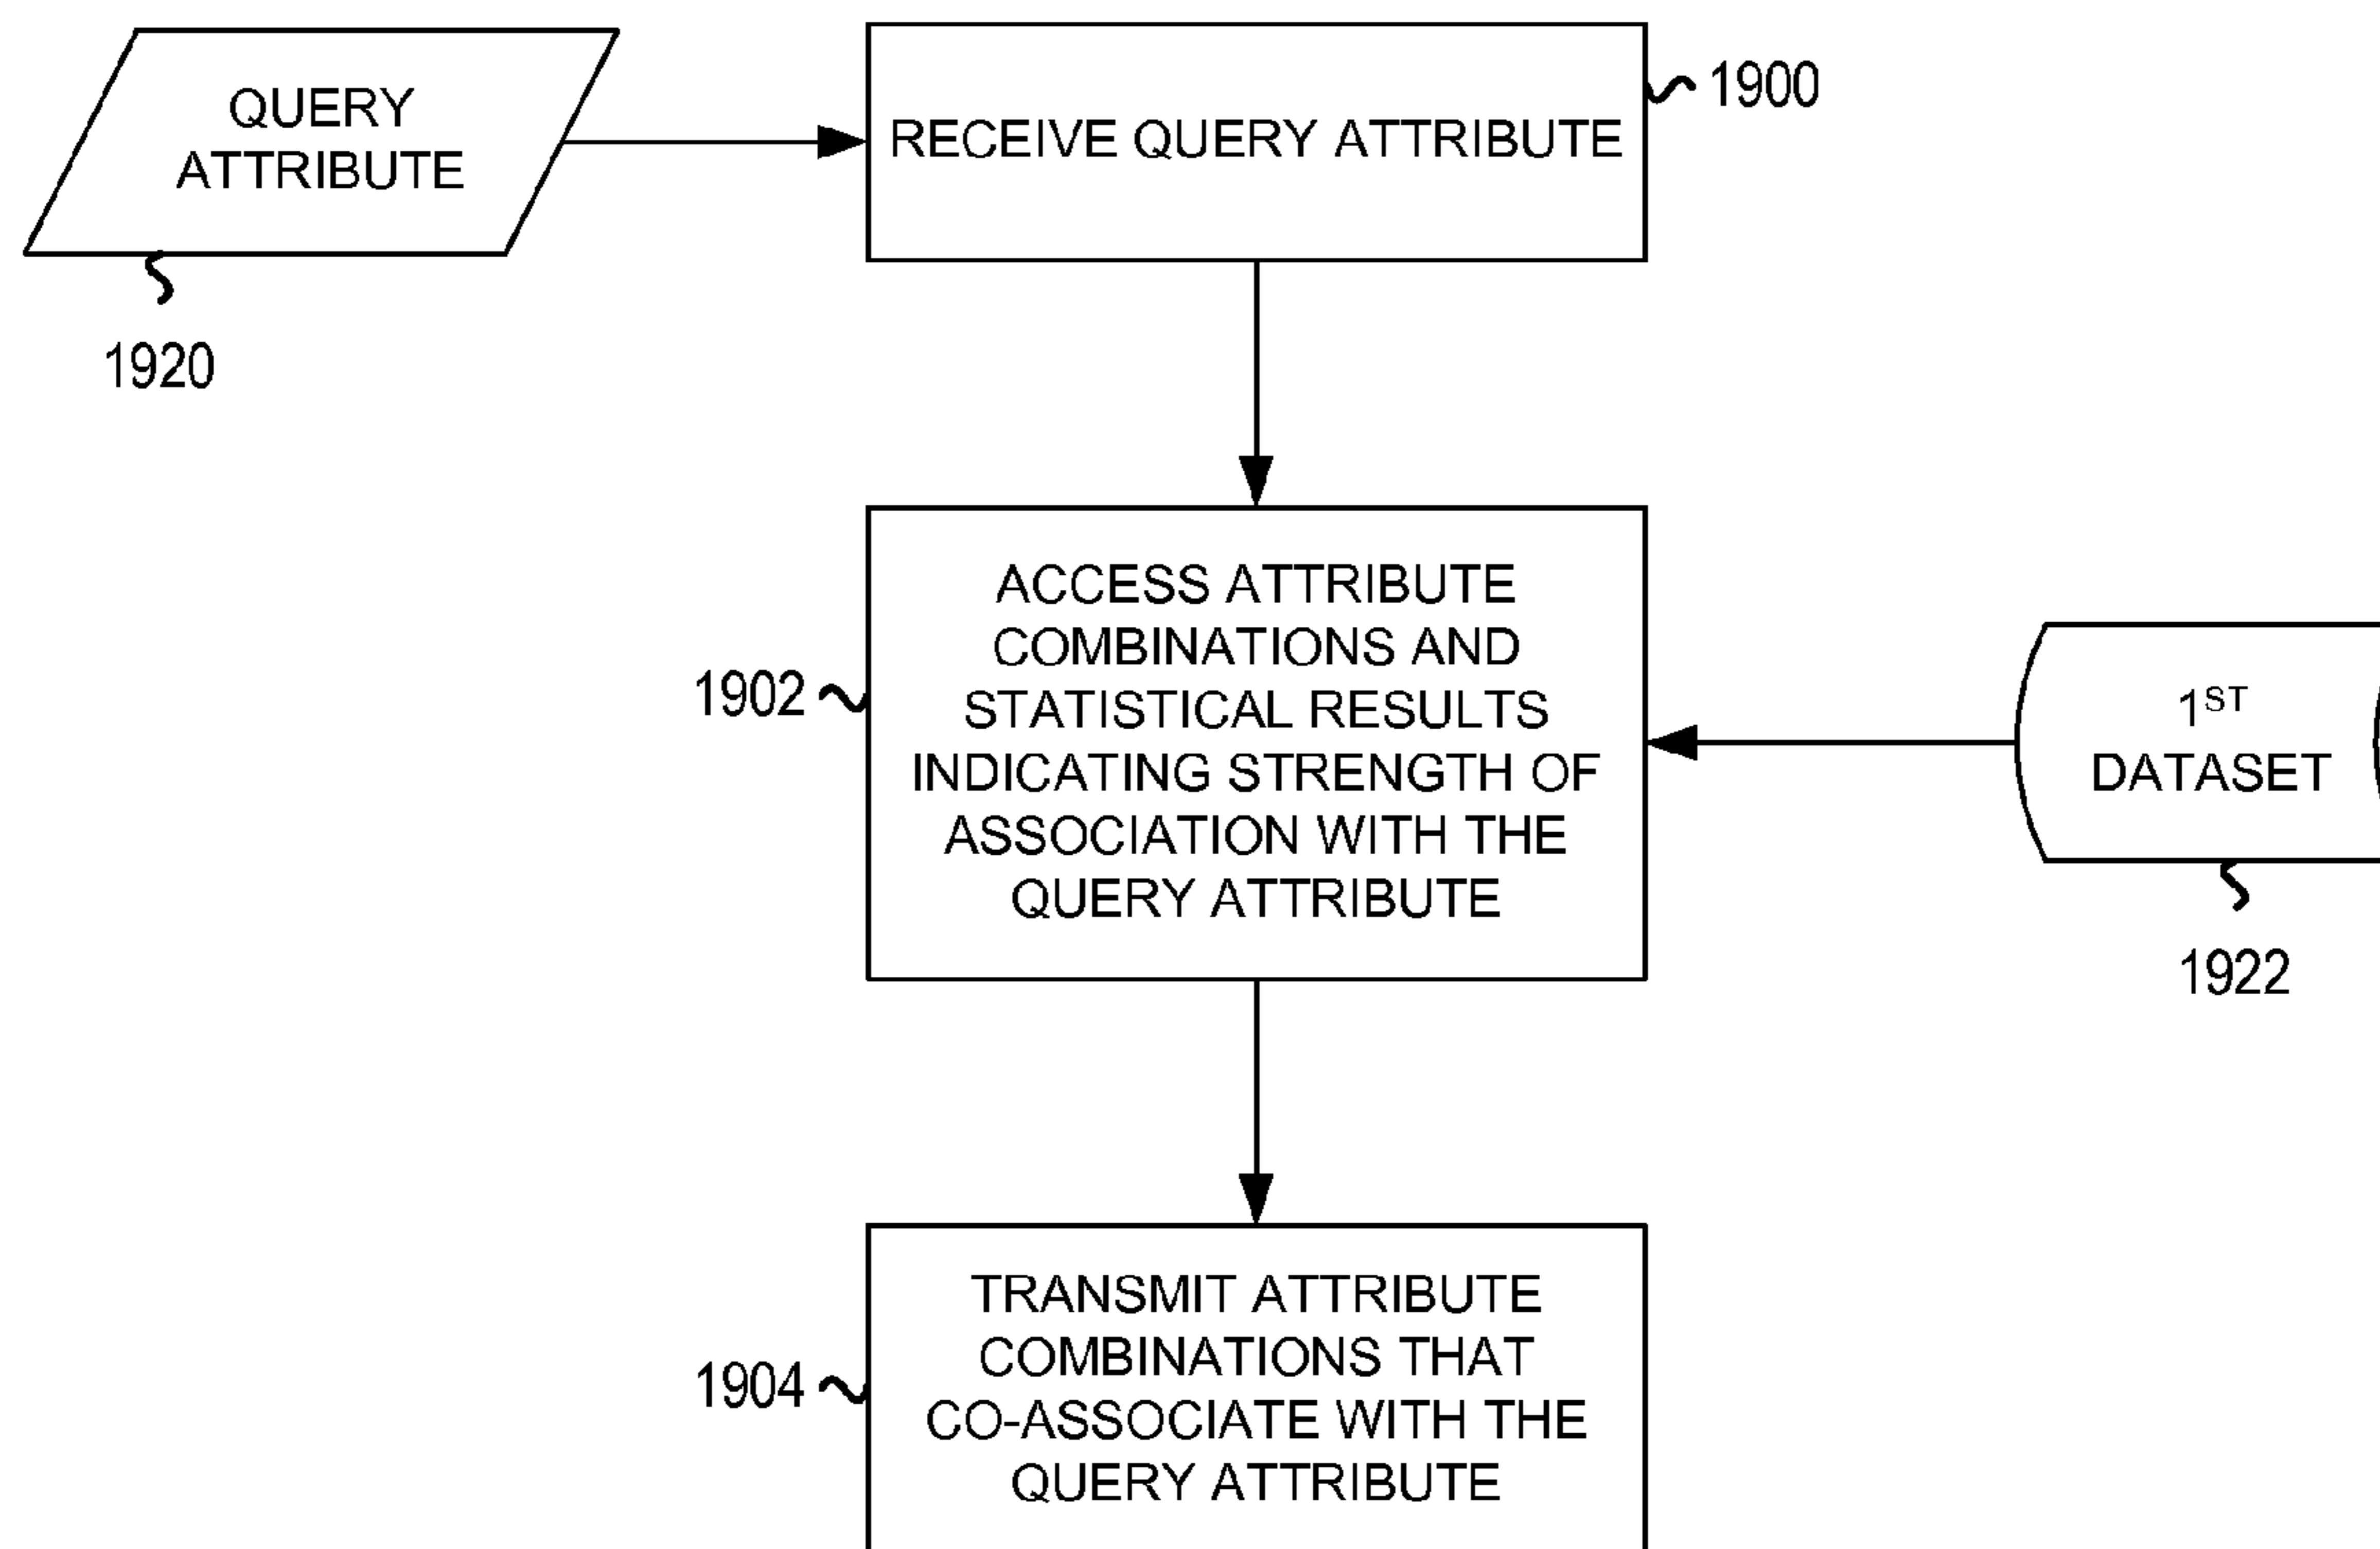 QUERY
ATTRIBUTE
1920
RECEIVE QUERY ATTRIBUTE
1900
1902
ACCESS ATTRIBUTE
COMBINATIONS AND
STATISTICAL RESULTS
INDICATING STRENGTH OF
ASSOCIATION WITH THE
QUERY ATTRIBUTE
1ST
DATASET
1922
1904
TRANSMIT ATTRIBUTE
COMBINATIONS THAT
CO-ASSOCIATE WITH THE
QUERY ATTRIBUTE